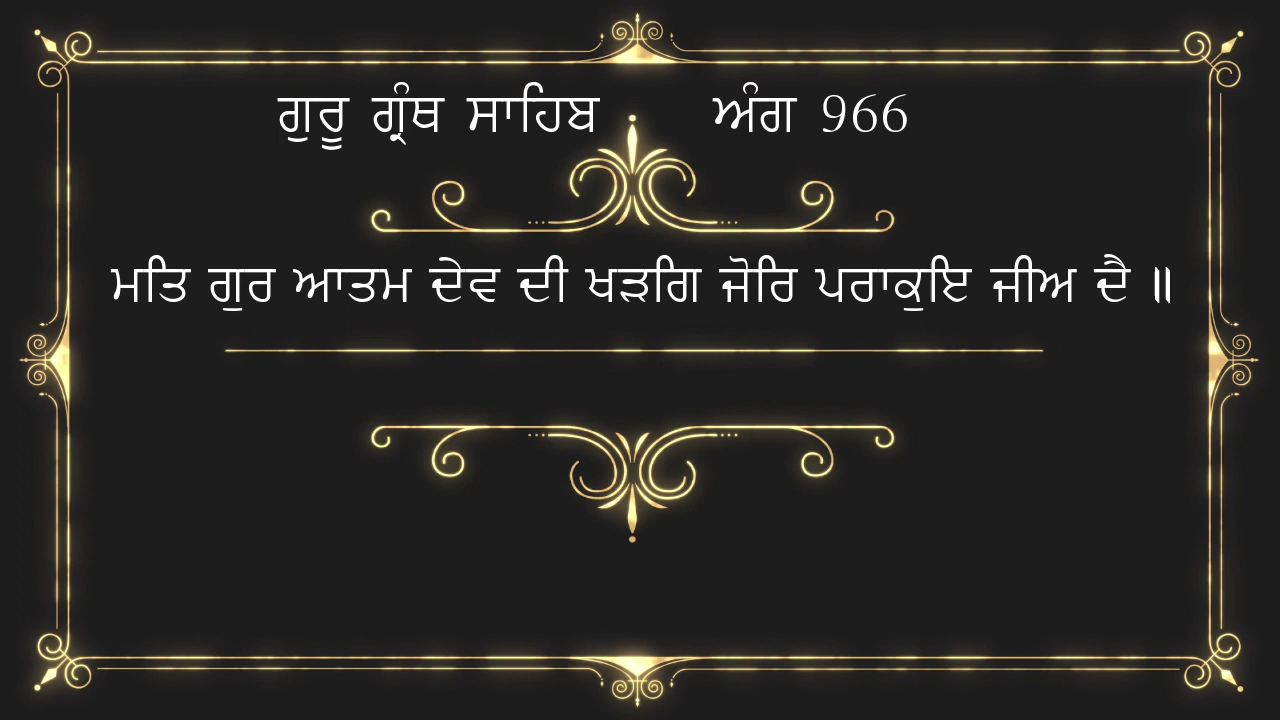 ਗੁਰੂ ਗ੍ਰੰਥ ਸਾਹਿਬ ਅੰਗ 966
ਮਤਿ ਗੁਰ ਆਤਮ ਦੇਵ ਦੀ ਖੜਗਿ ਜੋਰਿ ਪਰਾਕੁਇ ਜੀਅ ਦੈ ॥